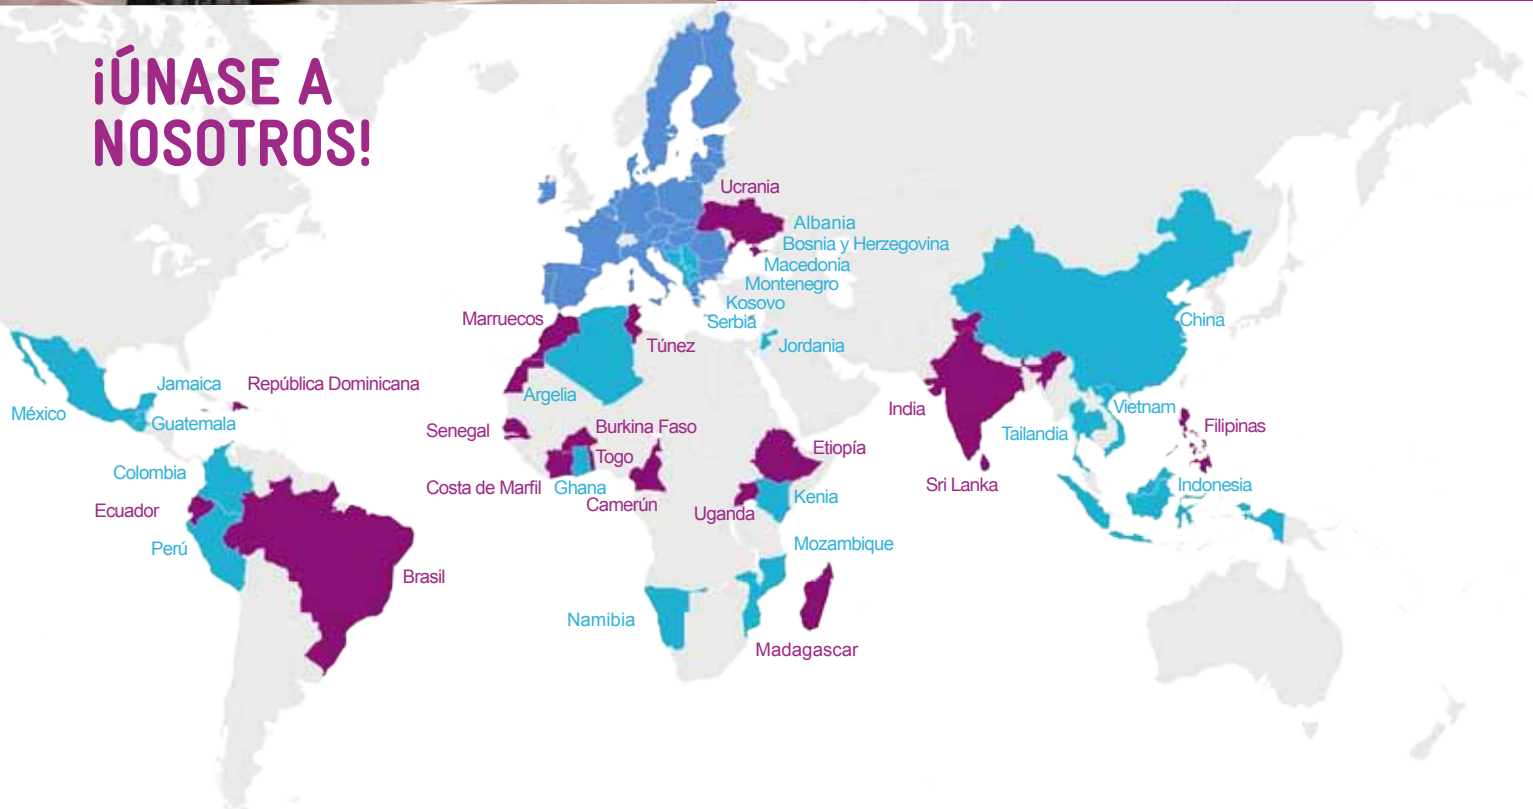 ¡ÚNASE A
NOSOTROS!
Ucrania
Albania
Bosnia y Herzegovina
Macedonia
Montenegro
Kosovo
Serbia
Marruecos
Túnez
Jordania
China
Argelia
Jamaica
República Dominicana
México
Guatemala
Senegal
Burkina Faso
Togo
Etiopía
India
Vietnam
Tailandia
Filipinas
Colombia
Costa de Marfil
Ghana
Camerún
Kenia
Uganda
Sri Lanka
Indonesia
Ecuador
Perú
Mozambique
Brasil
Namibia
Madagascar